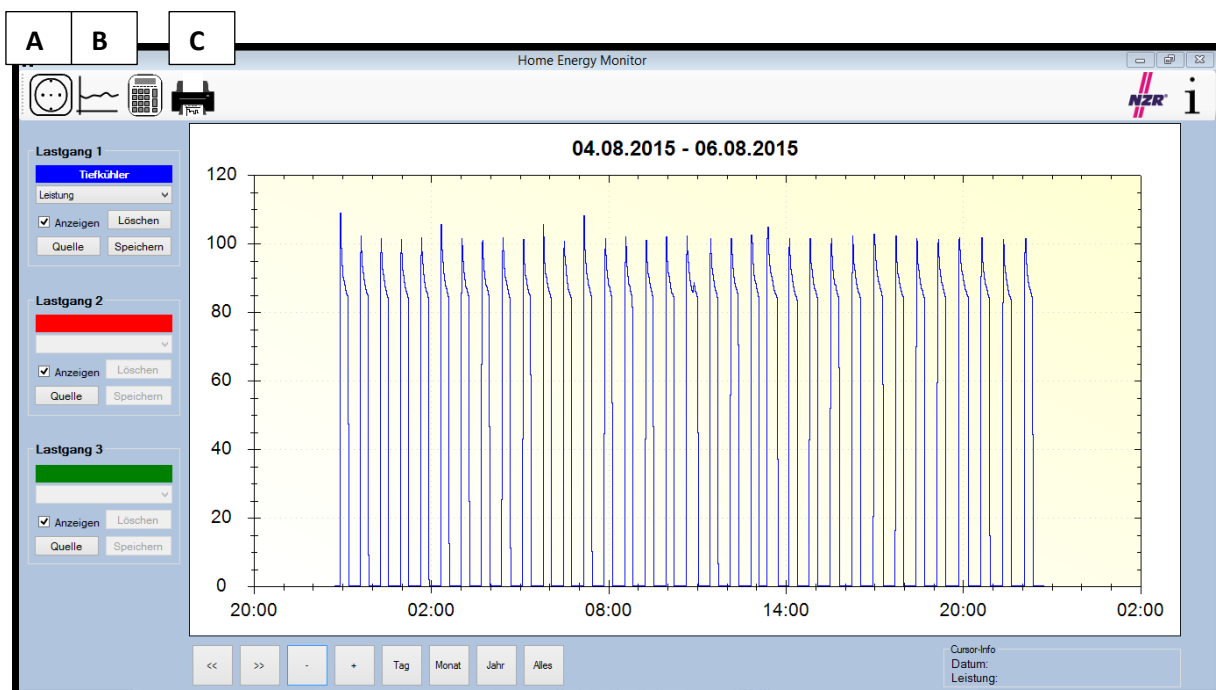 A B C
Home Energy Monitor
NZR
i
Lastgang 1
Tiefkühler
Leistung
Anzeigen Löschen
Quelle Speichern
Lastgang 2
Anzeigen Löschen
Quelle Speichern
Lastgang 3
Anzeigen Löschen
Quelle Speichern
04.08.2015 - 06.08.2015
120
100
80
60
40
20
0
20:00 02:00 08:00 14:00 20:00 02:00
<< >> - + Tag Monat Jahr Alles
Cursor-Info
Datum:
Leistung: